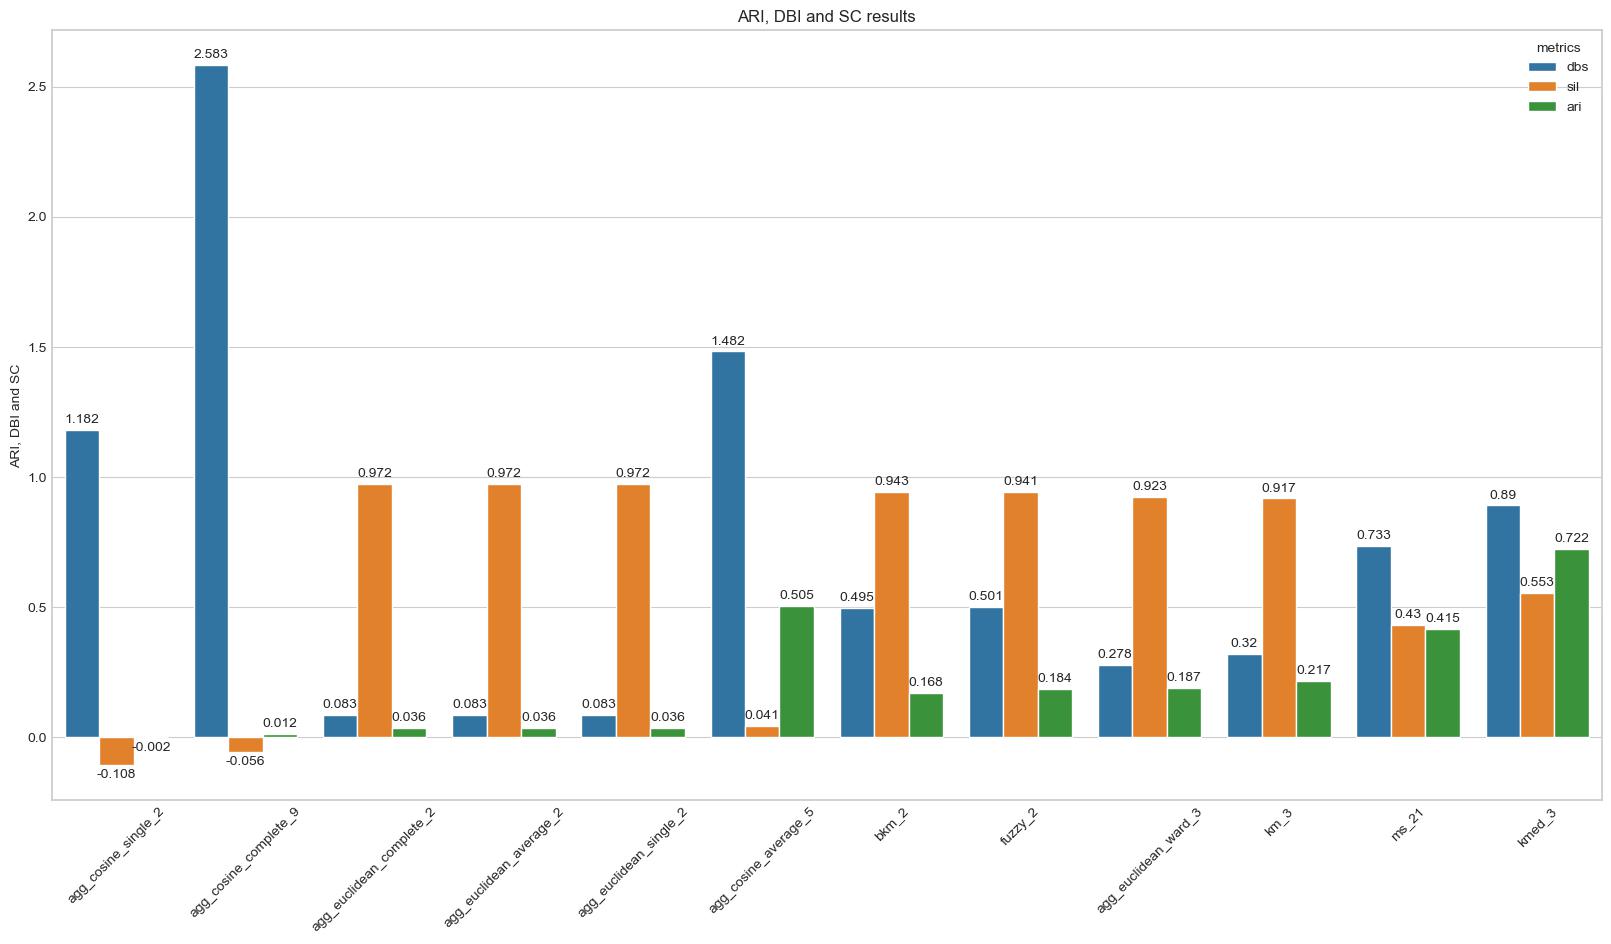 ARI, DBI and SC results
metrics
dbs
sil
ari
ARI, DBI and SC
2.5
2.0
1.5
1.0
0.5
0.0
1.182
-0.108
-0.002
2.583
-0.056
0.012
0.083
0.972
0.036
0.083
0.972
0.036
0.083
0.972
0.036
1.482
0.041
0.505
0.495
0.943
0.168
0.501
0.941
0.184
0.278
0.923
0.187
0.32
0.917
0.217
0.733
0.43
0.415
0.89
0.553
0.722
agg_cosine_single_2
agg_cosine_complete_9
agg_euclidean_complete_2
agg_euclidean_average_2
agg_euclidean_single_2
agg_cosine_average_5
bkm_2
fuzzy_2
agg_euclidean_ward_3
km_3
ms_21
kmed_3